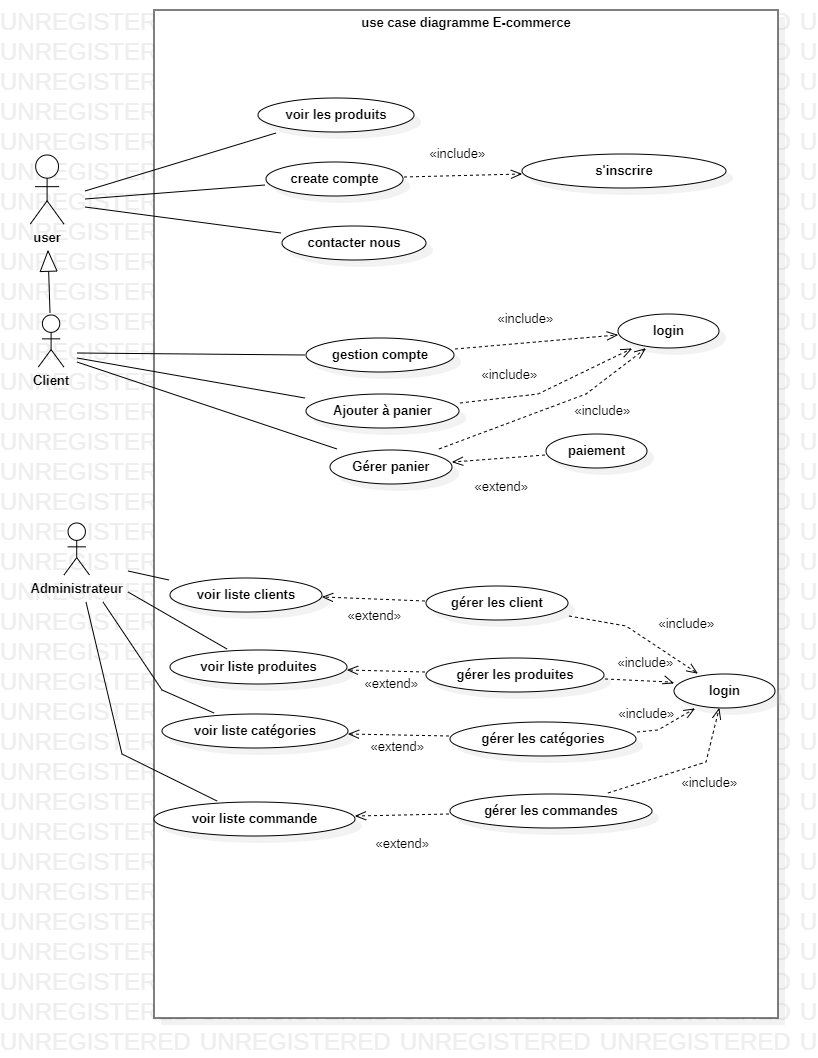 use case diagramme E-commerce
voir les produits
«include»
create compte
s'inscrire
user
contacter nous
«include»
login
Client
gestion compte
«include»
Ajouter à panier
«include»
paiement
Gérer panier
«extend»
Administrateur
voir liste clients
gérer les client
«extend»
«include»
voir liste produites
gérer les produites
«include»
«extend»
login
«include»
voir liste catégories
gérer les catégories
«extend»
«include»
voir liste commande
gérer les commandes
«extend»
UNREGISTERED UNREGISTERED UNREGISTERED UNREGISTERED U